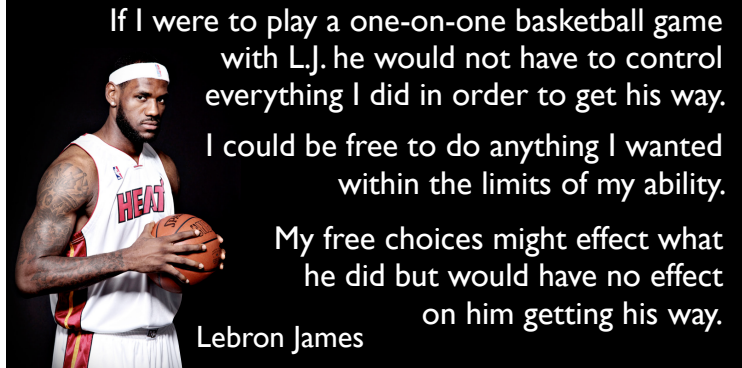 If I were to play a one-on-one basketball game
with L.J. he would not have to control
everything I did in order to get his way.
I could be free to do anything I wanted
within the limits of my ability.
My free choices might effect what
he did but would have no effect
on him getting his way.
HEAT
Lebron James